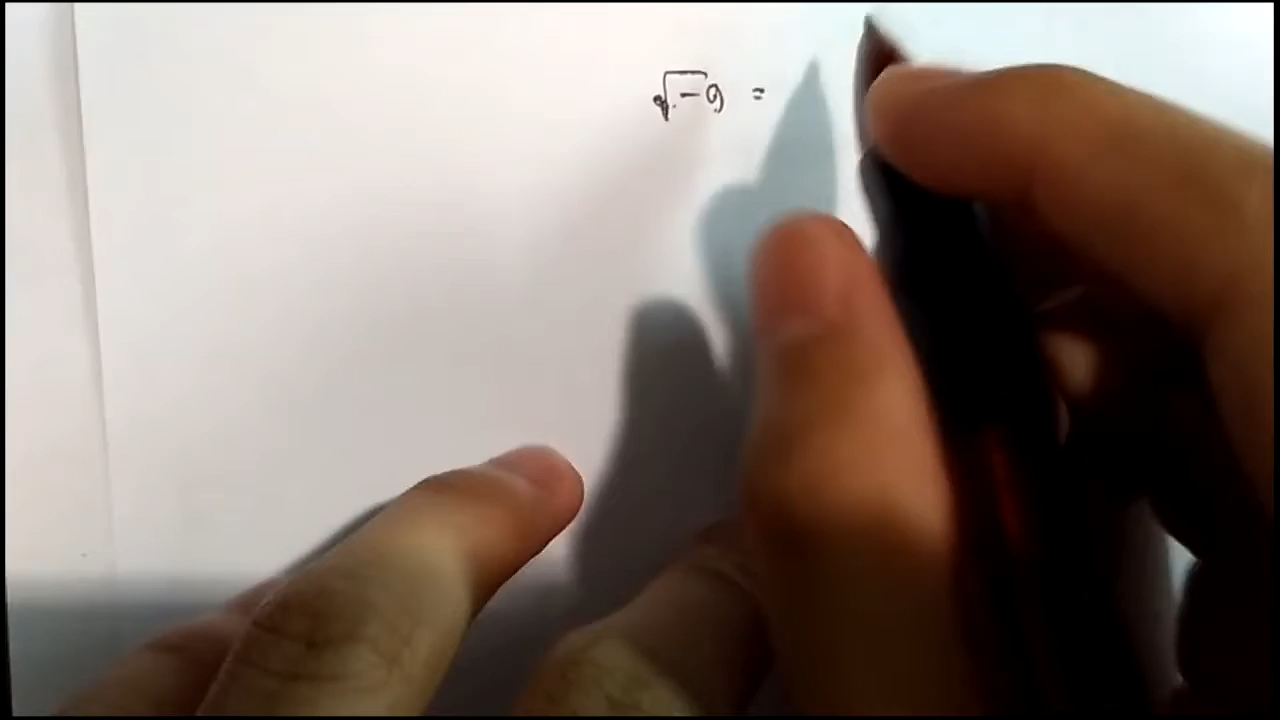 √-9 =